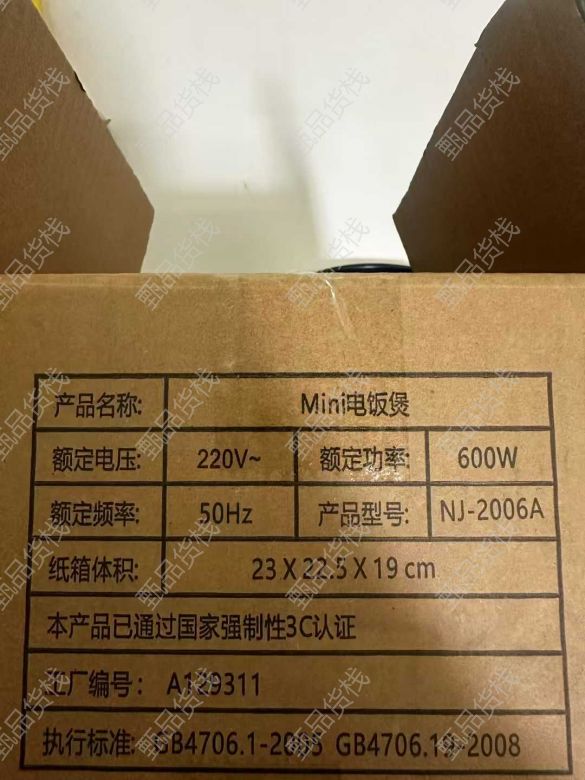 产品名称: Mini电饭煲
额定电压: 220V~ 额定功率: 600W
额定频率: 50Hz 产品型号: NJ-2006A
纸箱体积: 23 X 22.5 X 19 cm
本产品已通过国家强制性3C认证
工厂编号: A129311
执行标准: GB4706.1-2005 GB4706.19-2008
甄品货栈